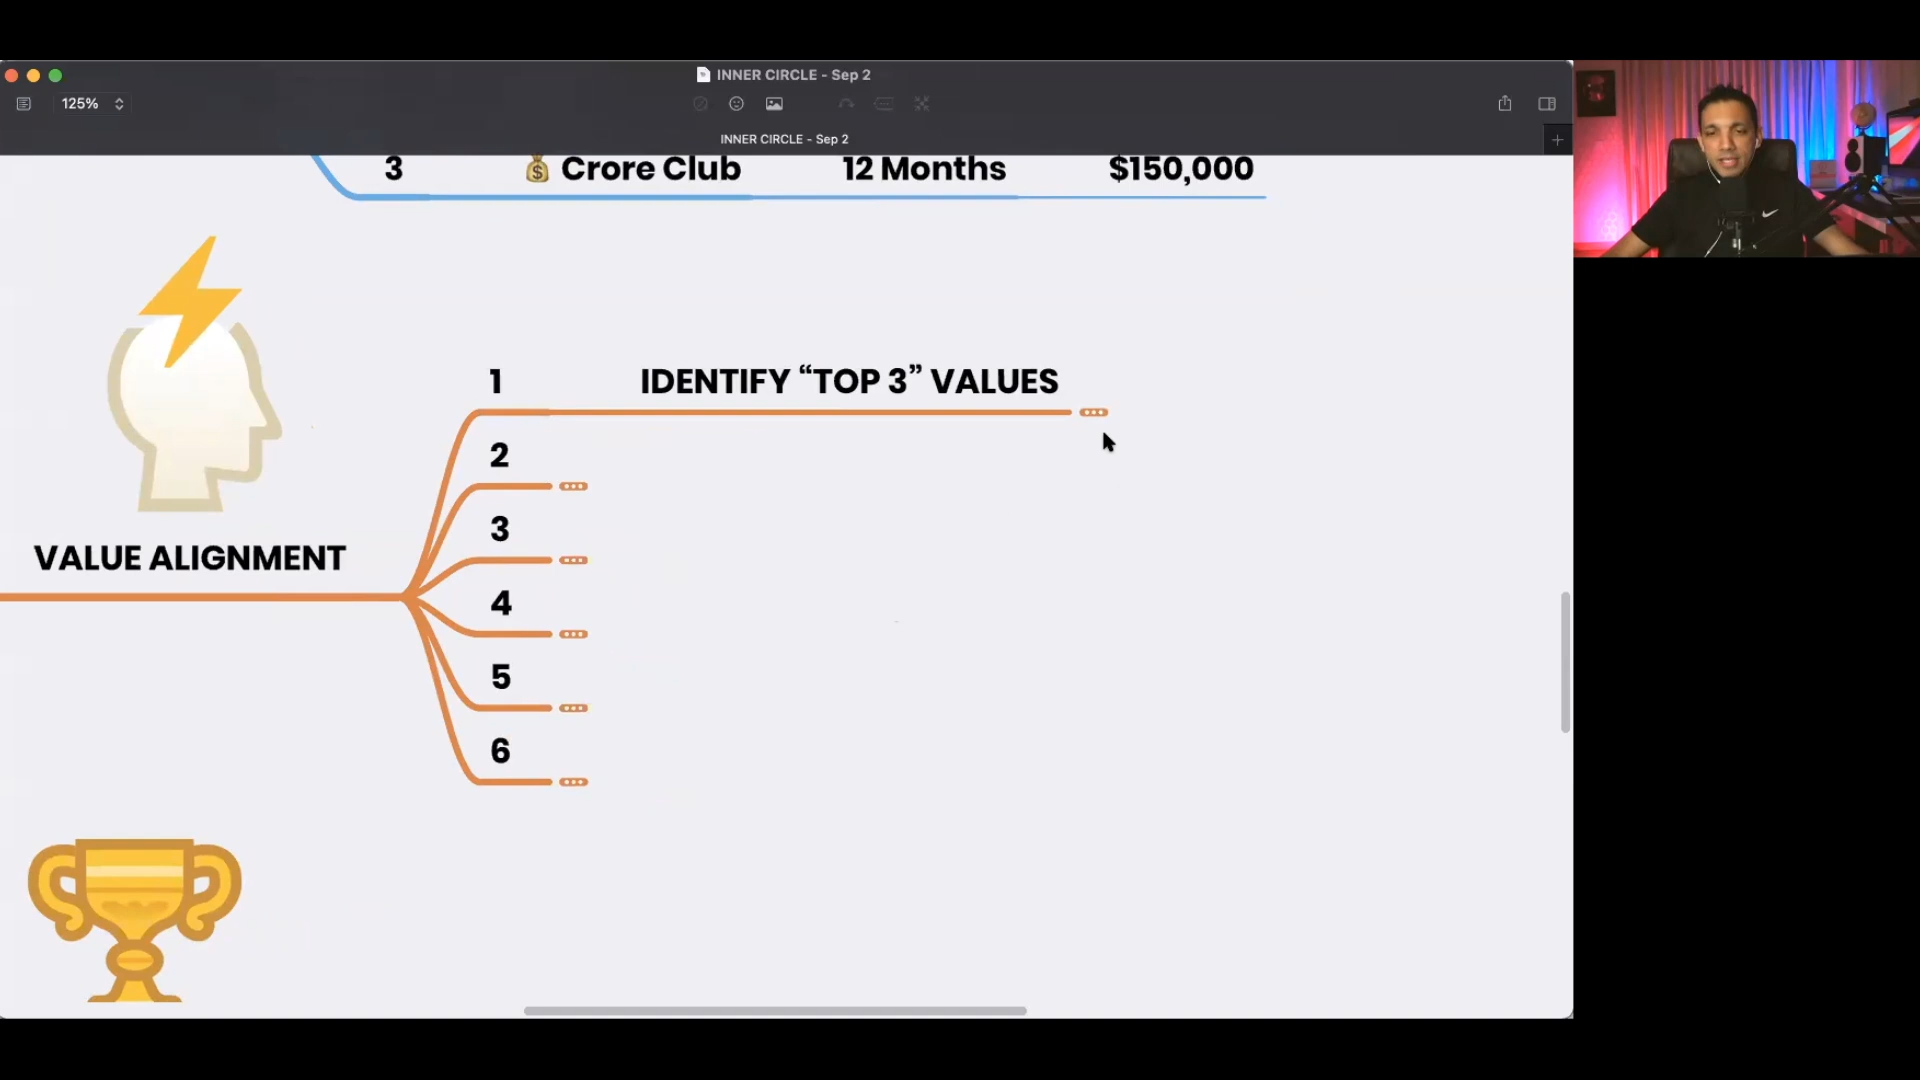 INNER CIRCLE - Sep 2
125%
INNER CIRCLE - Sep 2
3 Crore Club 12 Months $150,000
1 IDENTIFY “TOP 3” VALUES
2
3
VALUE ALIGNMENT
4
5
6